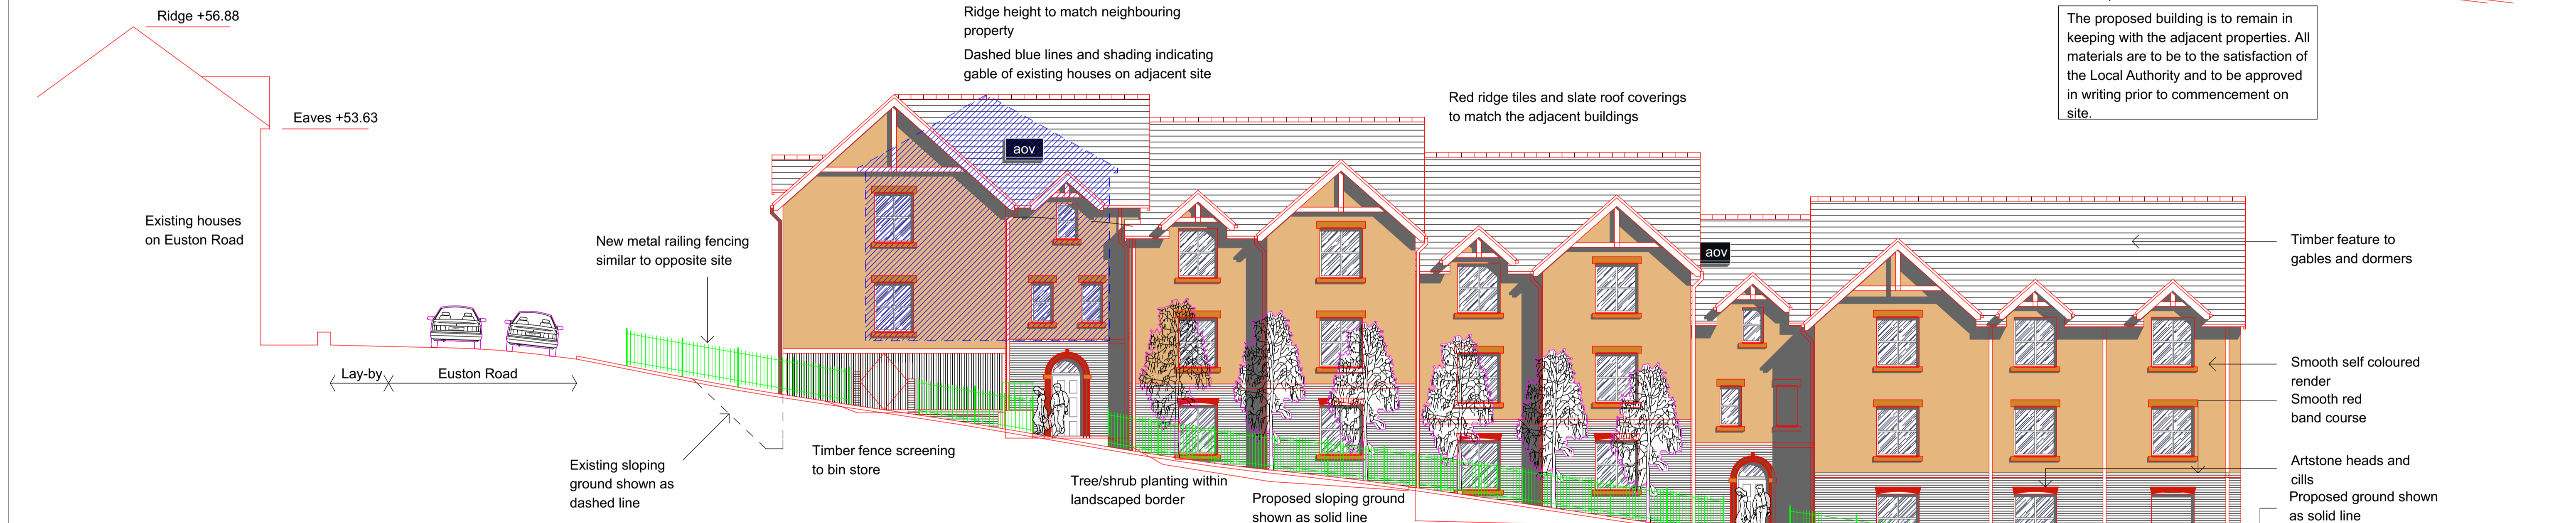 Ridge +56.88
Eaves +53.63
Existing houses
on Euston Road
Lay-by
Euston Road
New metal railing fencing
similar to opposite site
Existing sloping
ground shown as
dashed line
Timber fence screening
to bin store
Ridge height to match neighbouring
property
Dashed blue lines and shading indicating
gable of existing houses on adjacent site
aov
Tree/shrub planting within
landscaped border
Proposed sloping ground
shown as solid line
Red ridge tiles and slate roof coverings
to match the adjacent buildings
aov
The proposed building is to remain in
keeping with the adjacent properties. All
materials are to be to the satisfaction of
the Local Authority and to be approved
in writing prior to commencement on
site.
Timber feature to
gables and dormers
Smooth self coloured
render
Smooth red
band course
Artstone heads and
cills
Proposed ground shown
as solid line